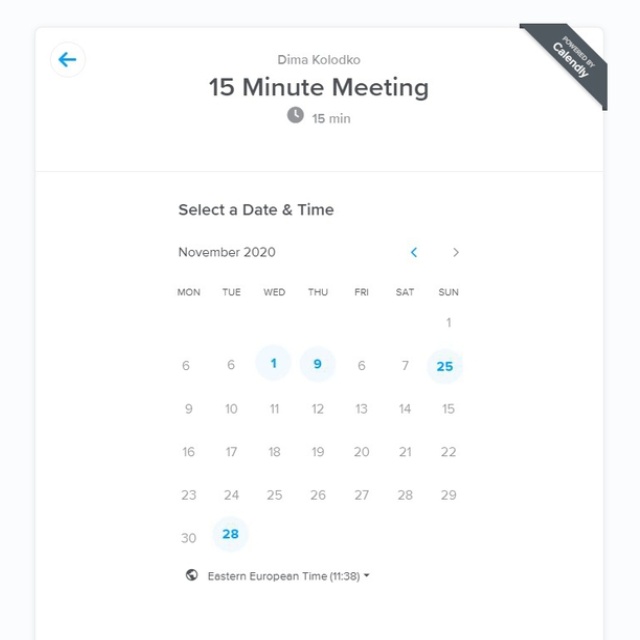 POWERED BY
Calendly
Dima Kolodko
15 Minute Meeting
15 min
Select a Date & Time
November 2020
MON TUE WED THU FRI SAT SUN
1
6 6 1 9 6 7 25
9 10 11 12 13 14 15
16 17 18 19 20 21 22
23 24 25 26 27 28 29
30 28
Eastern European Time (11:38)